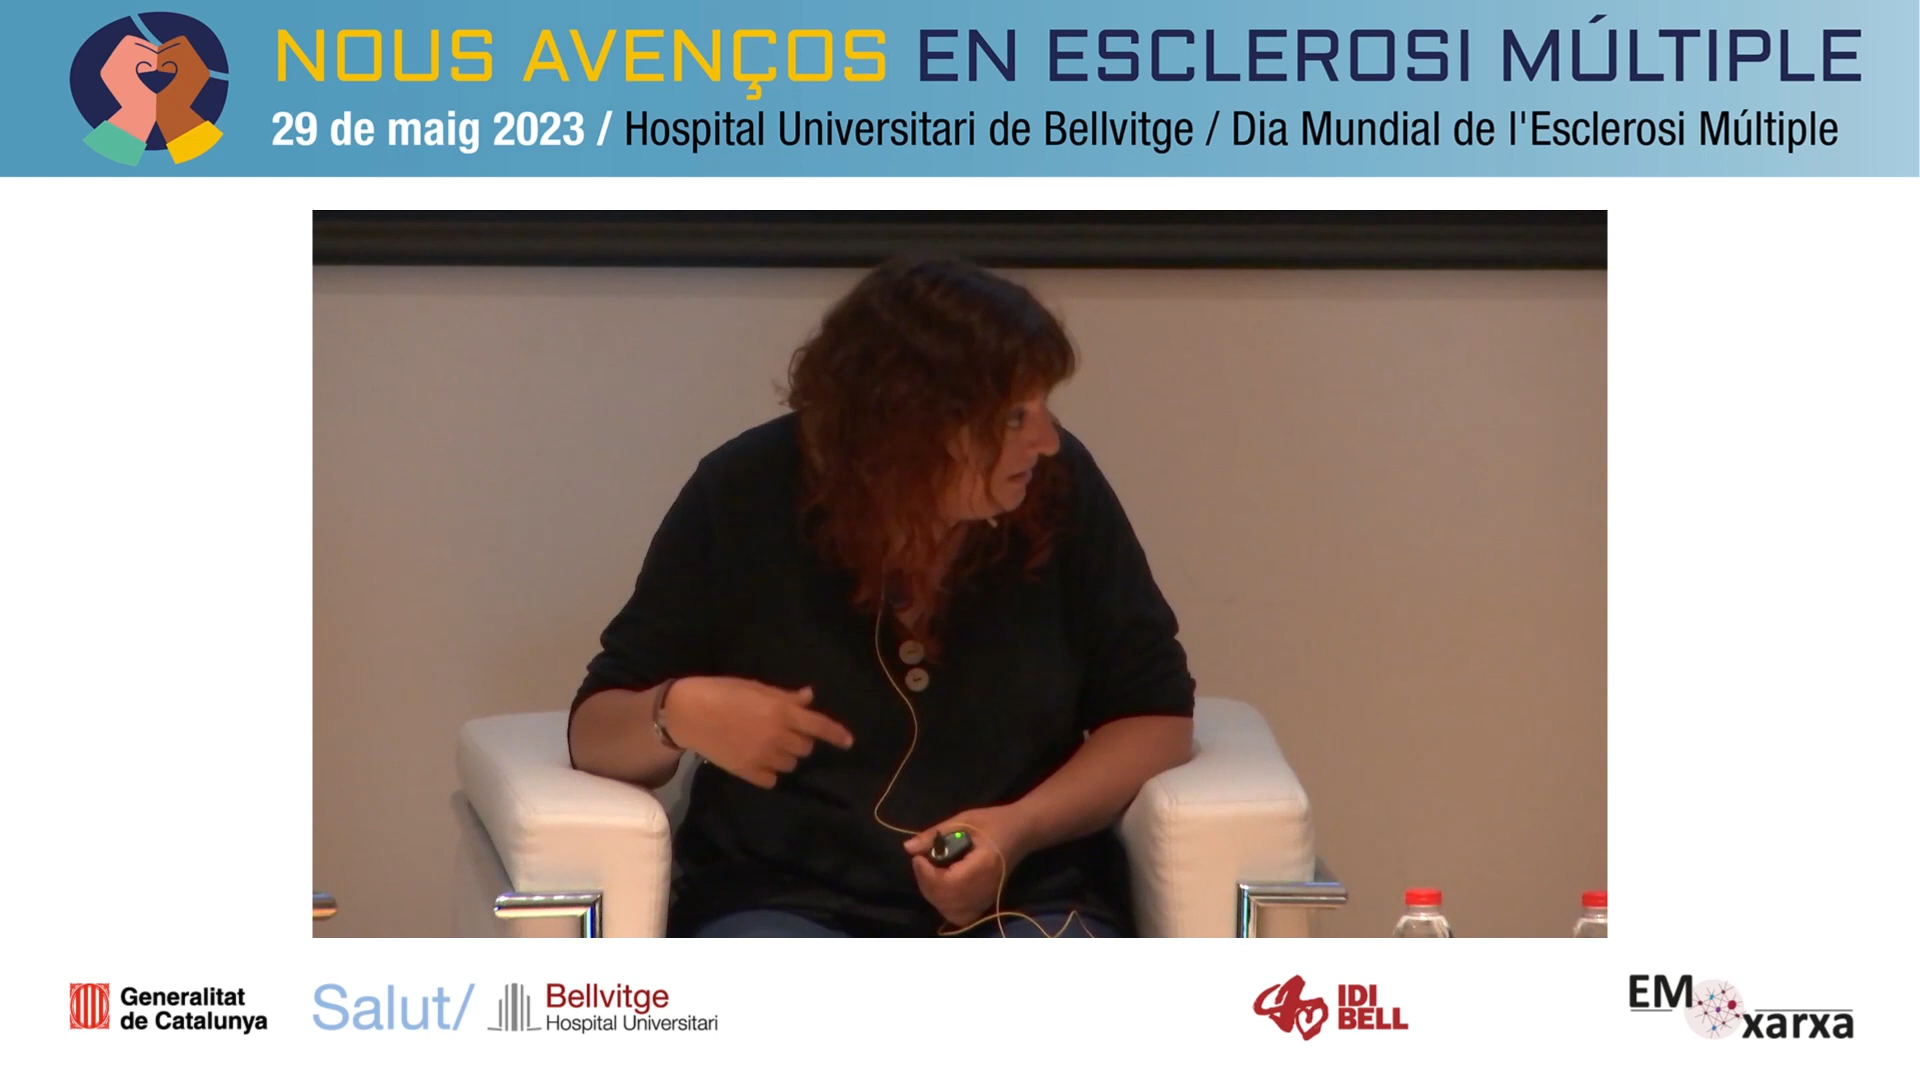 NOUS AVENÇOS EN ESCLEROSI MÚLTIPLE
29 de maig 2023 / Hospital Universitari de Bellvitge / Dia Mundial de l'Esclerosi Múltiple
Generalitat
de Catalunya
Salut/
Bellvitge
Hospital Universitari
IDI
BELL
EM
xarxa